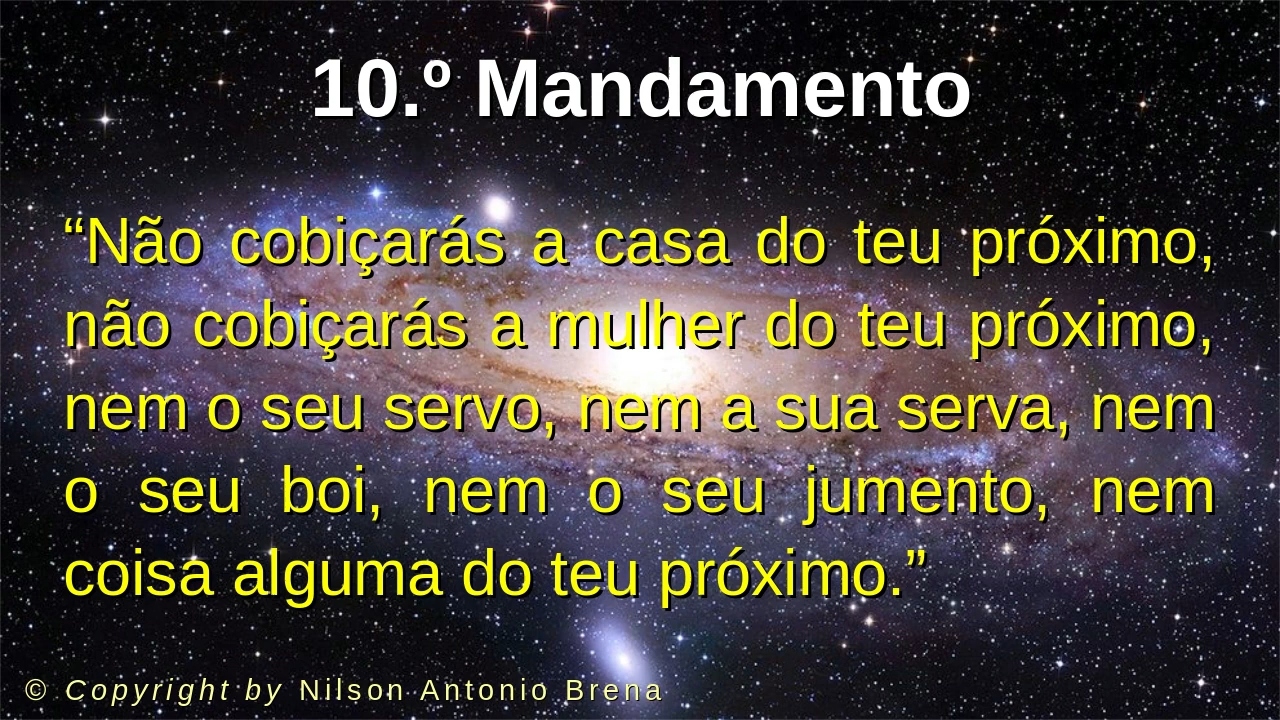 10.º Mandamento
“Não cobiçarás a casa do teu próximo,
não cobiçarás a mulher do teu próximo,
nem o seu servo, nem a sua serva, nem
o seu boi, nem o seu jumento, nem
coisa alguma do teu próximo.”
© Copyright by Nilson Antonio Brena